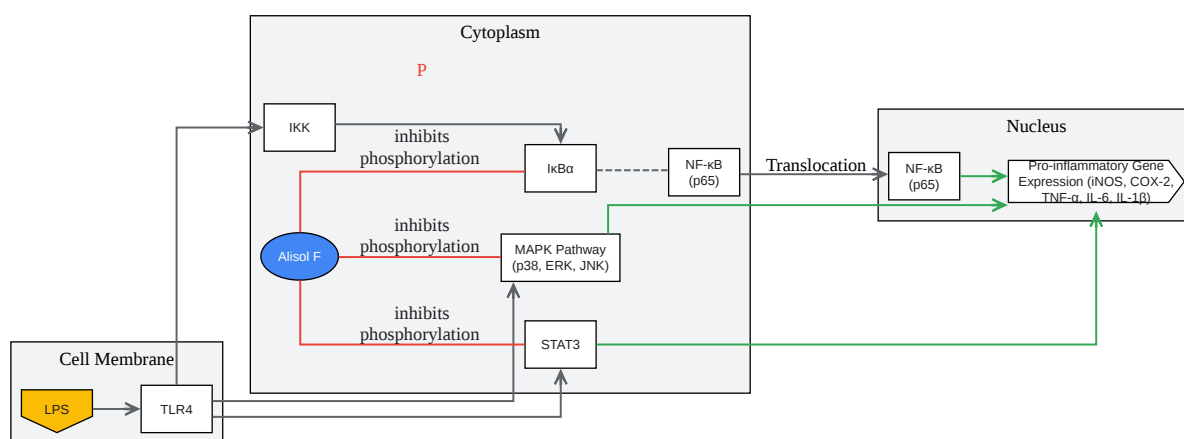 Cytoplasm
P
IKK
inhibits
phosphorylation
IκBα
NF-κB
(p65)
Translocation
Nucleus
NF-κB
(p65)
Pro-inflammatory Gene
Expression (iNOS, COX-2,
TNF-α, IL-6, IL-1β)
Alisol F
inhibits
phosphorylation
MAPK Pathway
(p38, ERK, JNK)
inhibits
phosphorylation
STAT3
Cell Membrane
LPS
TLR4